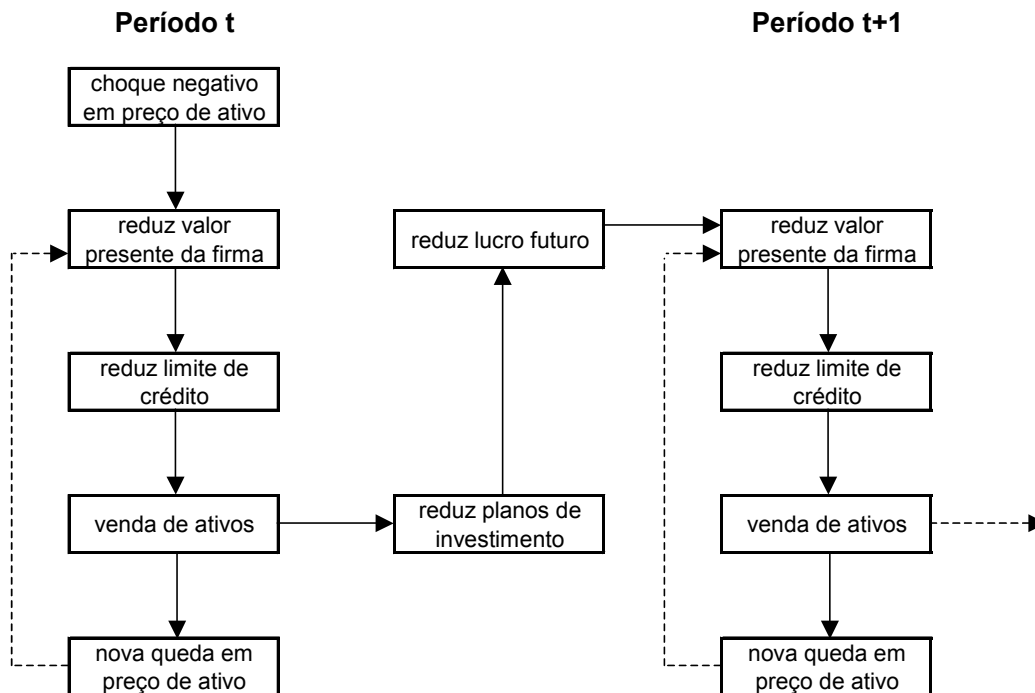 Período t
Período t+1
choque negativo
em preço de ativo
reduz valor
presente da firma
reduz lucro futuro
reduz valor
presente da firma
reduz limite de
crédito
reduz limite de
crédito
venda de ativos
reduz planos de
investimento
venda de ativos
nova queda em
preço de ativo
nova queda em
preço de ativo